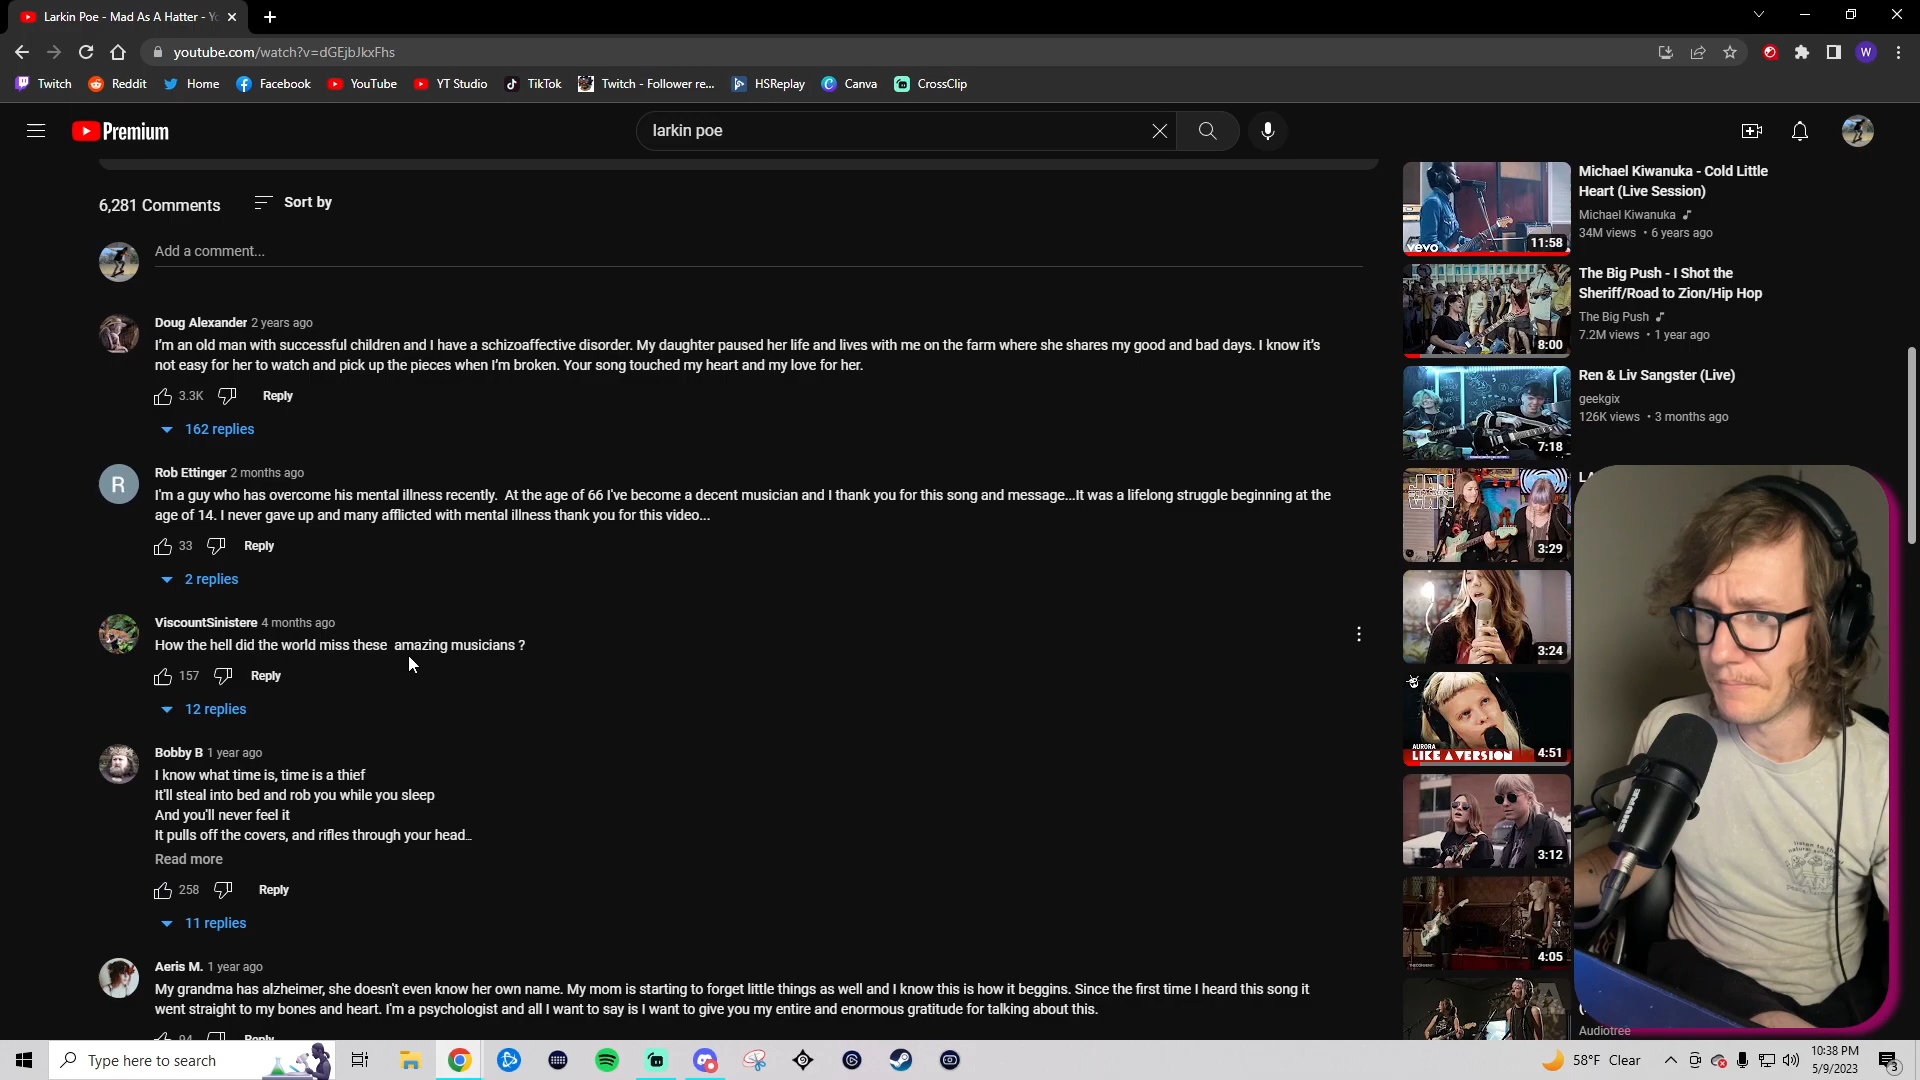 Larkin Poe - Mad As A Hatter - Yo
youtube.com/watch?v=dGEjbJkxFhs
W
Twitch
Reddit
Home
Facebook
YouTube
YT Studio
TikTok
Twitch - Follower re...
HSReplay
Canva
CrossClip
Premium
larkin poe
6,281 Comments
Sort by
Add a comment...
Doug Alexander 2 years ago
I'm an old man with successful children and I have a schizoaffective disorder. My daughter paused her life and lives with me on the farm where she shares my good and bad days. I know it's
not easy for her to watch and pick up the pieces when I'm broken. Your song touched my heart and my love for her.
3.3K
Reply
162 replies
R
Rob Ettinger 2 months ago
I'm a guy who has overcome his mental illness recently. At the age of 66 I've become a decent musician and I thank you for this song and message...It was a lifelong struggle beginning at the
age of 14. I never gave up and many afflicted with mental illness thank you for this video...
33
Reply
2 replies
ViscountSinistere 4 months ago
How the hell did the world miss these amazing musicians ?
157
Reply
12 replies
Bobby B 1 year ago
I know what time is, time is a thief
It'll steal into bed and rob you while you sleep
And you'll never feel it
It pulls off the covers, and rifles through your head...
Read more
258
Reply
11 replies
Aeris M. 1 year ago
My grandma has alzheimer, she doesn't even know her own name. My mom is starting to forget little things as well and I know this is how it beggins. Since the first time I heard this song it
went straight to my bones and heart. I'm a psychologist and all I want to say is I want to give you my entire and enormous gratitude for talking about this.
94
Reply
vevo
11:58
Michael Kiwanuka - Cold Little
Heart (Live Session)
Michael Kiwanuka
34M views • 6 years ago
8:00
The Big Push - I Shot the
Sheriff/Road to Zion/Hip Hop
The Big Push
7.2M views • 1 year ago
7:18
Ren & Liv Sangster (Live)
geekgix
126K views • 3 months ago
3:29
3:24
AURORA
LIKE A VERSION
4:51
3:12
4:05
Audiotree
SHURE
Type here to search
58°F Clear
10:38 PM
5/9/2023
3